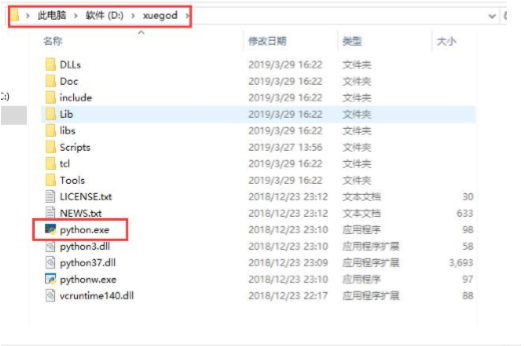 此电脑 > 软件 (D:) > xuegod
名称 修改日期 类型 大小
DLLs 2019/3/29 16:22 文件夹
Doc 2019/3/29 16:22 文件夹
include 2019/3/29 16:22 文件夹
Lib 2019/3/29 16:22 文件夹
libs 2019/3/29 16:22 文件夹
Scripts 2019/3/27 13:56 文件夹
tcl 2019/3/29 16:22 文件夹
Tools 2019/3/29 16:22 文件夹
LICENSE.txt 2018/12/23 23:12 文本文档 30
NEWS.txt 2018/12/23 23:12 文本文档 633
python.exe 2018/12/23 23:10 应用程序 98
python3.dll 2018/12/23 23:10 应用程序扩展 58
python37.dll 2018/12/23 23:09 应用程序扩展 3,693
pythonw.exe 2018/12/23 23:10 应用程序 97
vcruntime140.dll 2018/12/23 22:17 应用程序扩展 88